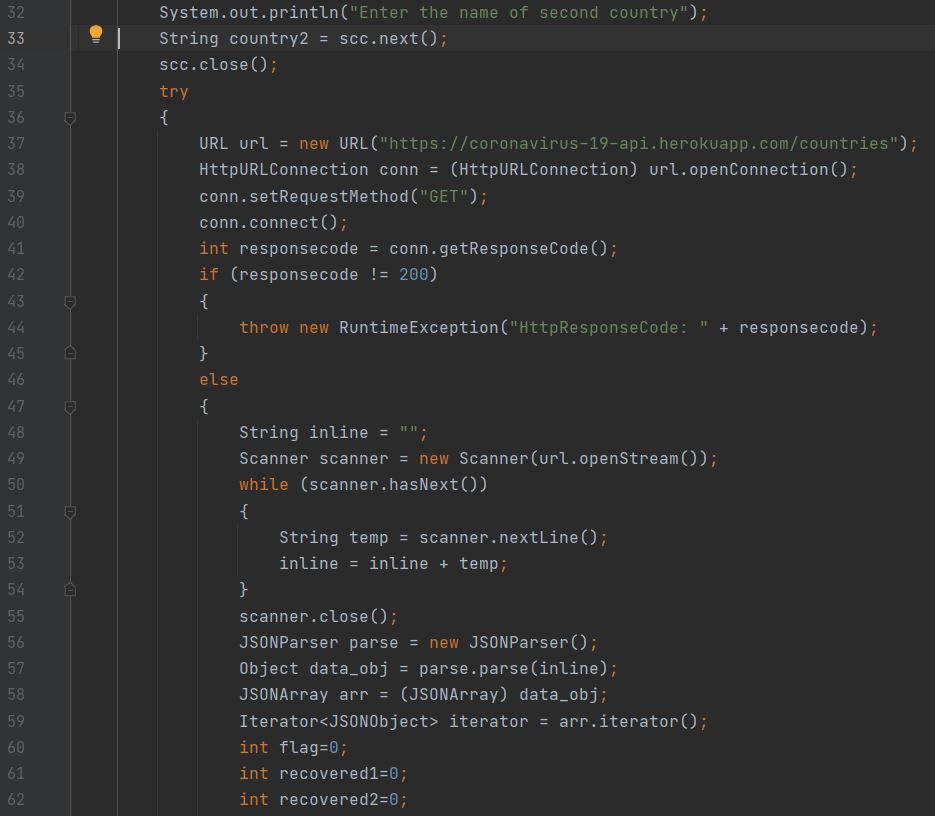 32 System.out.println("Enter the name of second country");
33 String country2 = scc.next();
34 scc.close();
35 try
36 {
37 URL url = new URL("https://coronavirus-19-api.herokuapp.com/countries");
38 HttpURLConnection conn = (HttpURLConnection) url.openConnection();
39 conn.setRequestMethod("GET");
40 conn.connect();
41 int responsecode = conn.getResponseCode();
42 if (responsecode != 200)
43 {
44 throw new RuntimeException("HttpResponseCode: " + responsecode);
45 }
46 else
47 {
48 String inline = "";
49 Scanner scanner = new Scanner(url.openStream());
50 while (scanner.hasNext())
51 {
52 String temp = scanner.nextLine();
53 inline = inline + temp;
54 }
55 scanner.close();
56 JSONParser parse = new JSONParser();
57 Object data_obj = parse.parse(inline);
58 JSONArray arr = (JSONArray) data_obj;
59 Iterator<JSONObject> iterator = arr.iterator();
60 int flag=0;
61 int recovered1=0;
62 int recovered2=0;